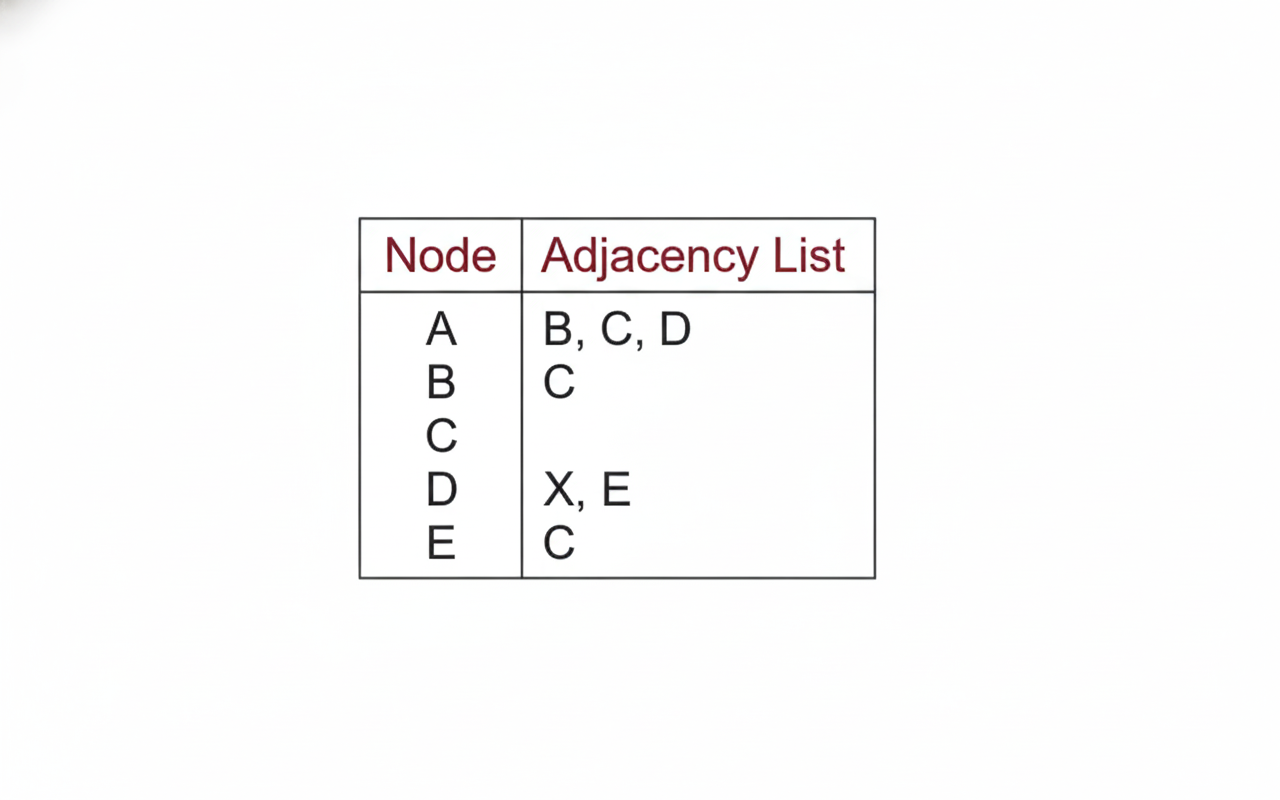 Node Adjacency List
A B, C, D
B C
C
D X, E
E C